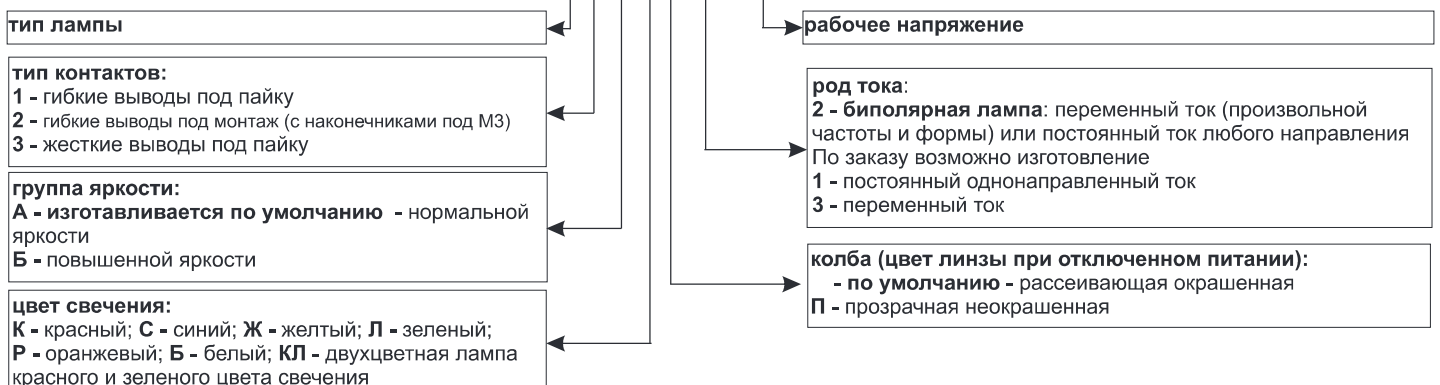 тип лампы
тип контактов:
1 - гибкие выводы под пайку
2 - гибкие выводы под монтаж (с наконечниками под М3)
3 - жесткие выводы под пайку
группа яркости:
А - изготавливается по умолчанию - нормальной
яркости
Б - повышенной яркости
цвет свечения:
К - красный; С - синий; Ж - желтый; Л - зеленый;
Р - оранжевый; Б - белый; КЛ - двухцветная лампа
красного и зеленого цвета свечения
рабочее напряжение
род тока:
2 - биполярная лампа: переменный ток (произвольной
частоты и формы) или постоянный ток любого направления
По заказу возможно изготовление
1 - постоянный однонаправленный ток
3 - переменный ток
колба (цвет линзы при отключенном питании):
- по умолчанию - рассеивающая окрашенная
П - прозрачная неокрашенная